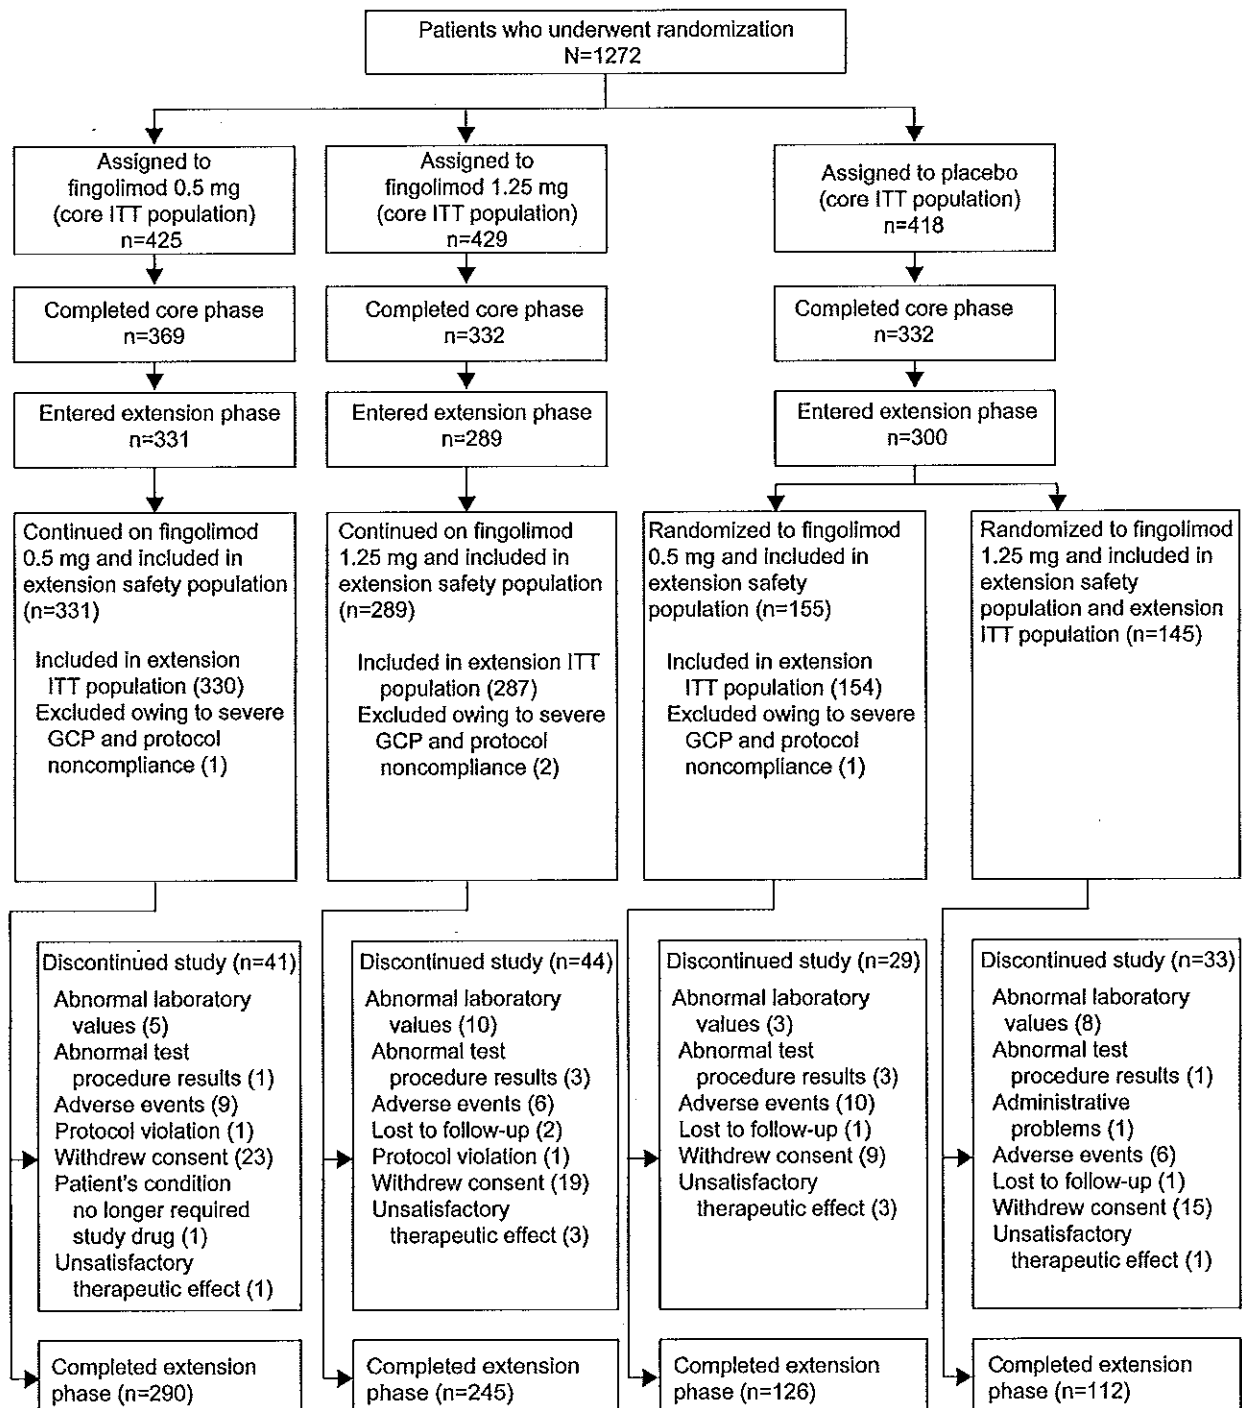 Patients who underwent randomization
N=1272
Assigned to
fingolimod 0.5 mg
(core ITT population)
n=425
Assigned to
fingolimod 1.25 mg
(core ITT population)
n=429
Assigned to placebo
(core ITT population)
n=418
Completed core phase
n=369
Completed core phase
n=332
Completed core phase
n=332
Entered extension phase
n=331
Entered extension phase
n=289
Entered extension phase
n=300
Continued on fingolimod
0.5 mg and included in
extension safety population
(n=331)
Included in extension
ITT population (330)
Excluded owing to severe
GCP and protocol
noncompliance (1)
Continued on fingolimod
1.25 mg and included in
extension safety population
(n=289)
Included in extension ITT
population (287)
Excluded owing to severe
GCP and protocol
noncompliance (2)
Randomized to fingolimod
0.5 mg and included in
extension safety
population (n=155)
Included in extension
ITT population (154)
Excluded owing to severe
GCP and protocol
noncompliance (1)
Randomized to fingolimod
1.25 mg and included in
extension safety
population and extension
ITT population (n=145)
Discontinued study (n=41)
Abnormal laboratory
values (5)
Abnormal test
procedure results (1)
Adverse events (9)
Protocol violation (1)
Withdrew consent (23)
Patient's condition
no longer required
study drug (1)
Unsatisfactory
therapeutic effect (1)
Discontinued study (n=44)
Abnormal laboratory
values (10)
Abnormal test
procedure results (3)
Adverse events (6)
Lost to follow-up (2)
Protocol violation (1)
Withdrew consent (19)
Unsatisfactory
therapeutic effect (3)
Discontinued study (n=29)
Abnormal laboratory
values (3)
Abnormal test
procedure results (3)
Adverse events (10)
Lost to follow-up (1)
Withdrew consent (9)
Unsatisfactory
therapeutic effect (3)
Discontinued study (n=33)
Abnormal laboratory
values (8)
Abnormal test
procedure results (1)
Administrative
problems (1)
Adverse events (6)
Lost to follow-up (1)
Withdrew consent (15)
Unsatisfactory
therapeutic effect (1)
Completed extension
phase (n=290)
Completed extension
phase (n=245)
Completed extension
phase (n=126)
Completed extension
phase (n=112)